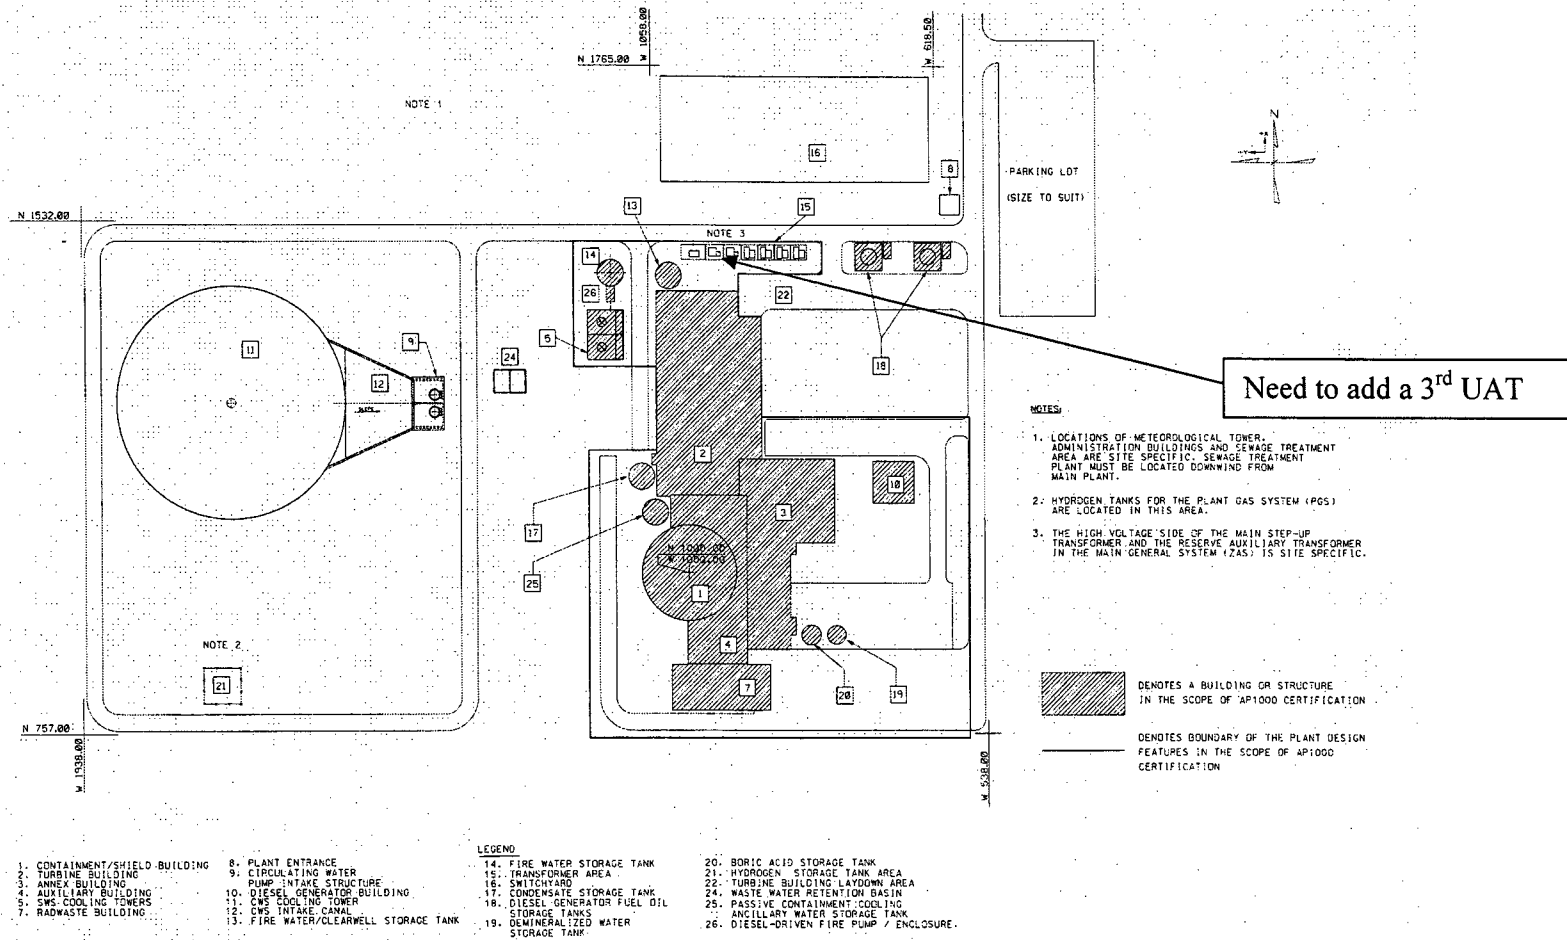 W 1058.00
W 618.50
N 1765.00
NOTE 1
N
16
8
PARKING LOT
(SIZE TO SUIT)
N 1532.00
13
15
NOTE 3
14
26
22
5
9
11
24
12
18
SLOPE
Need to add a 3rd UAT
NOTES:
1. LOCATIONS OF METEOROLOGICAL TOWER,
ADMINISTRATION BUILDINGS AND SEWAGE TREATMENT
AREA ARE SITE SPECIFIC. SEWAGE TREATMENT
PLANT MUST BE LOCATED DOWNWIND FROM
MAIN PLANT.
2. HYDROGEN TANKS FOR THE PLANT GAS SYSTEM (PGS)
ARE LOCATED IN THIS AREA.
3. THE HIGH VOLTAGE SIDE OF THE MAIN STEP-UP
TRANSFORMER AND THE RESERVE AUXILIARY TRANSFORMER
IN THE MAIN GENERAL SYSTEM (ZAS) IS SITE SPECIFIC.
2
10
3
17
N 1000.00
W 1000.00
25
1
NOTE 2
4
21
7
20
19
DENOTES A BUILDING OR STRUCTURE
IN THE SCOPE OF AP1000 CERTIFICATION
DENOTES BOUNDARY OF THE PLANT DESIGN
FEATURES IN THE SCOPE OF AP1000
CERTIFICATION
N 757.00
W 1938.00
W 538.00
LEGEND
1. CONTAINMENT/SHIELD BUILDING
2. TURBINE BUILDING
3. ANNEX BUILDING
4. AUXILIARY BUILDING
5. SWS COOLING TOWERS
7. RADWASTE BUILDING
8. PLANT ENTRANCE
9. CIRCULATING WATER
PUMP INTAKE STRUCTURE
10. DIESEL GENERATOR BUILDING
11. CWS COOLING TOWER
12. CWS INTAKE CANAL
13. FIRE WATER/CLEARWELL STORAGE TANK
14. FIRE WATER STORAGE TANK
15. TRANSFORMER AREA
16. SWITCHYARD
17. CONDENSATE STORAGE TANK
18. DIESEL GENERATOR FUEL OIL
STORAGE TANKS
19. DEMINERALIZED WATER
STORAGE TANK
20. BORIC ACID STORAGE TANK
21. HYDROGEN STORAGE TANK AREA
22. TURBINE BUILDING LAYDOWN AREA
24. WASTE WATER RETENTION BASIN
25. PASSIVE CONTAINMENT COOLING
ANCILLARY WATER STORAGE TANK
26. DIESEL-DRIVEN FIRE PUMP / ENCLOSURE.